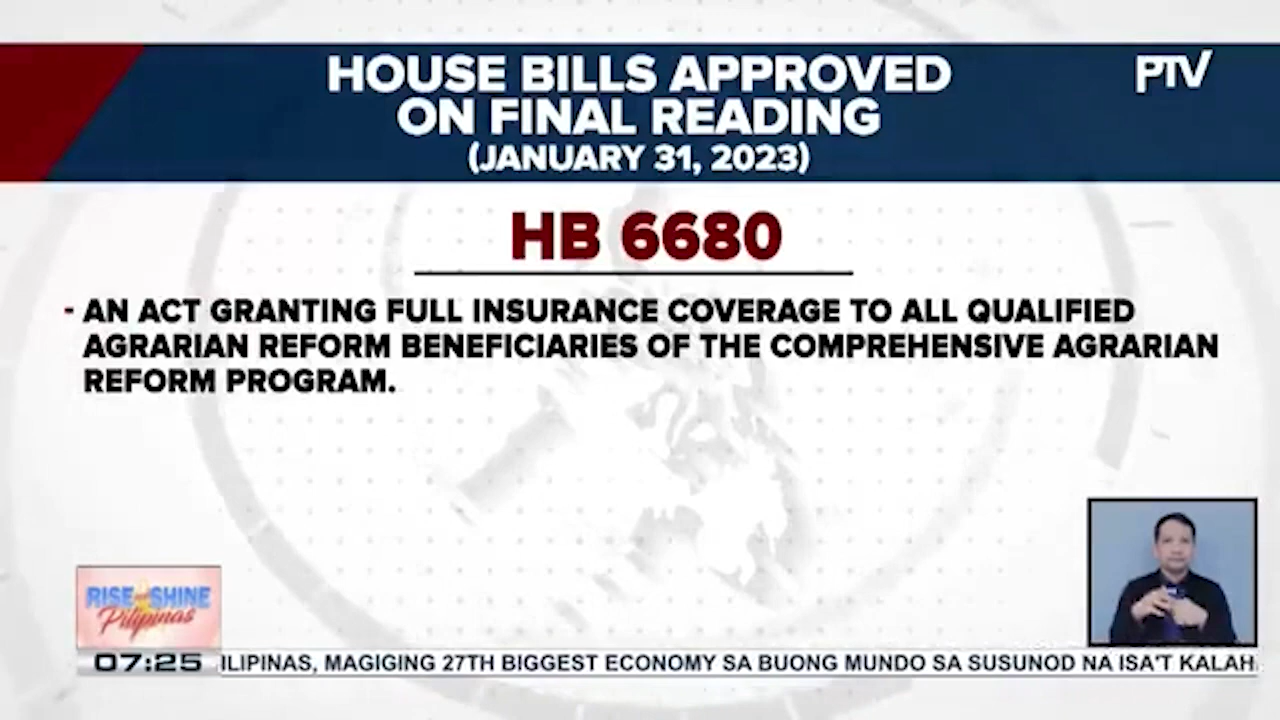 HOUSE BILLS APPROVED
ON FINAL READING
(JANUARY 31, 2023)
PTV
HB 6680
- AN ACT GRANTING FULL INSURANCE COVERAGE TO ALL QUALIFIED
AGRARIAN REFORM BENEFICIARIES OF THE COMPREHENSIVE AGRARIAN
REFORM PROGRAM.
RISE SHINE
Pilipinas
07:25
ILIPINAS, MAGIGING 27TH BIGGEST ECONOMY SA BUONG MUNDO SA SUSUNOD NA ISA'T KALAH